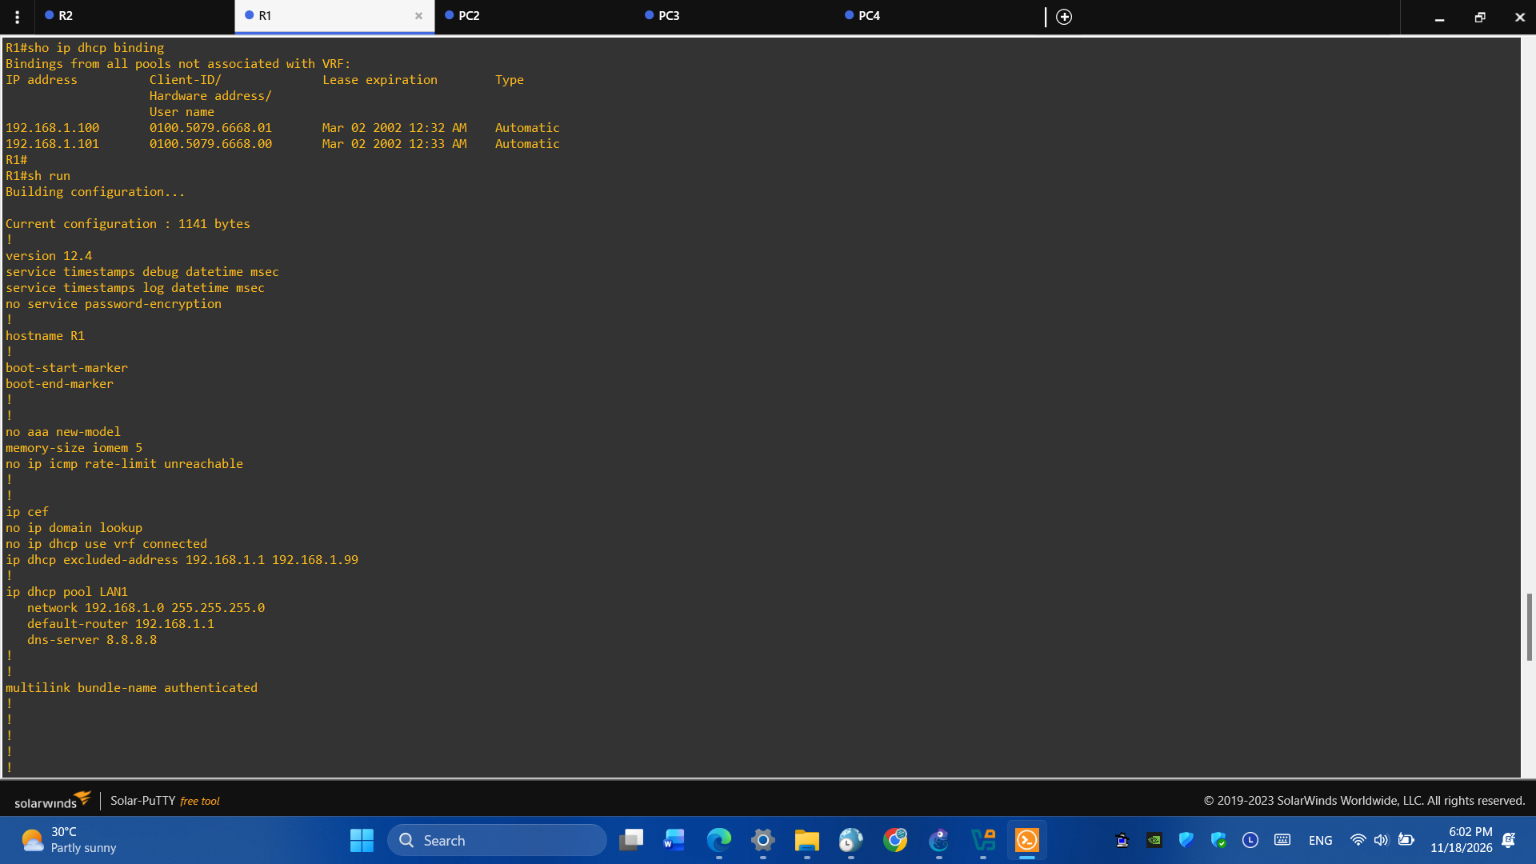 R2
R1
PC2
PC3
PC4
R1#sho ip dhcp binding
Bindings from all pools not associated with VRF:
IP address Client-ID/ Lease expiration Type
Hardware address/
User name
192.168.1.100 0100.5079.6668.01 Mar 02 2002 12:32 AM Automatic
192.168.1.101 0100.5079.6668.00 Mar 02 2002 12:33 AM Automatic
R1#
R1#sh run
Building configuration...
Current configuration : 1141 bytes
!
version 12.4
service timestamps debug datetime msec
service timestamps log datetime msec
no service password-encryption
!
hostname R1
!
boot-start-marker
boot-end-marker
!
!
no aaa new-model
memory-size iomem 5
no ip icmp rate-limit unreachable
!
!
ip cef
no ip domain lookup
no ip dhcp use vrf connected
ip dhcp excluded-address 192.168.1.1 192.168.1.99
!
ip dhcp pool LAN1
network 192.168.1.0 255.255.255.0
default-router 192.168.1.1
dns-server 8.8.8.8
!
!
multilink bundle-name authenticated
!
!
!
!
!
solarwinds Solar-PuTTY free tool
© 2019-2023 SolarWinds Worldwide, LLC. All rights reserved.
30°C
Partly sunny
Search
ENG
6:02 PM
11/18/2026